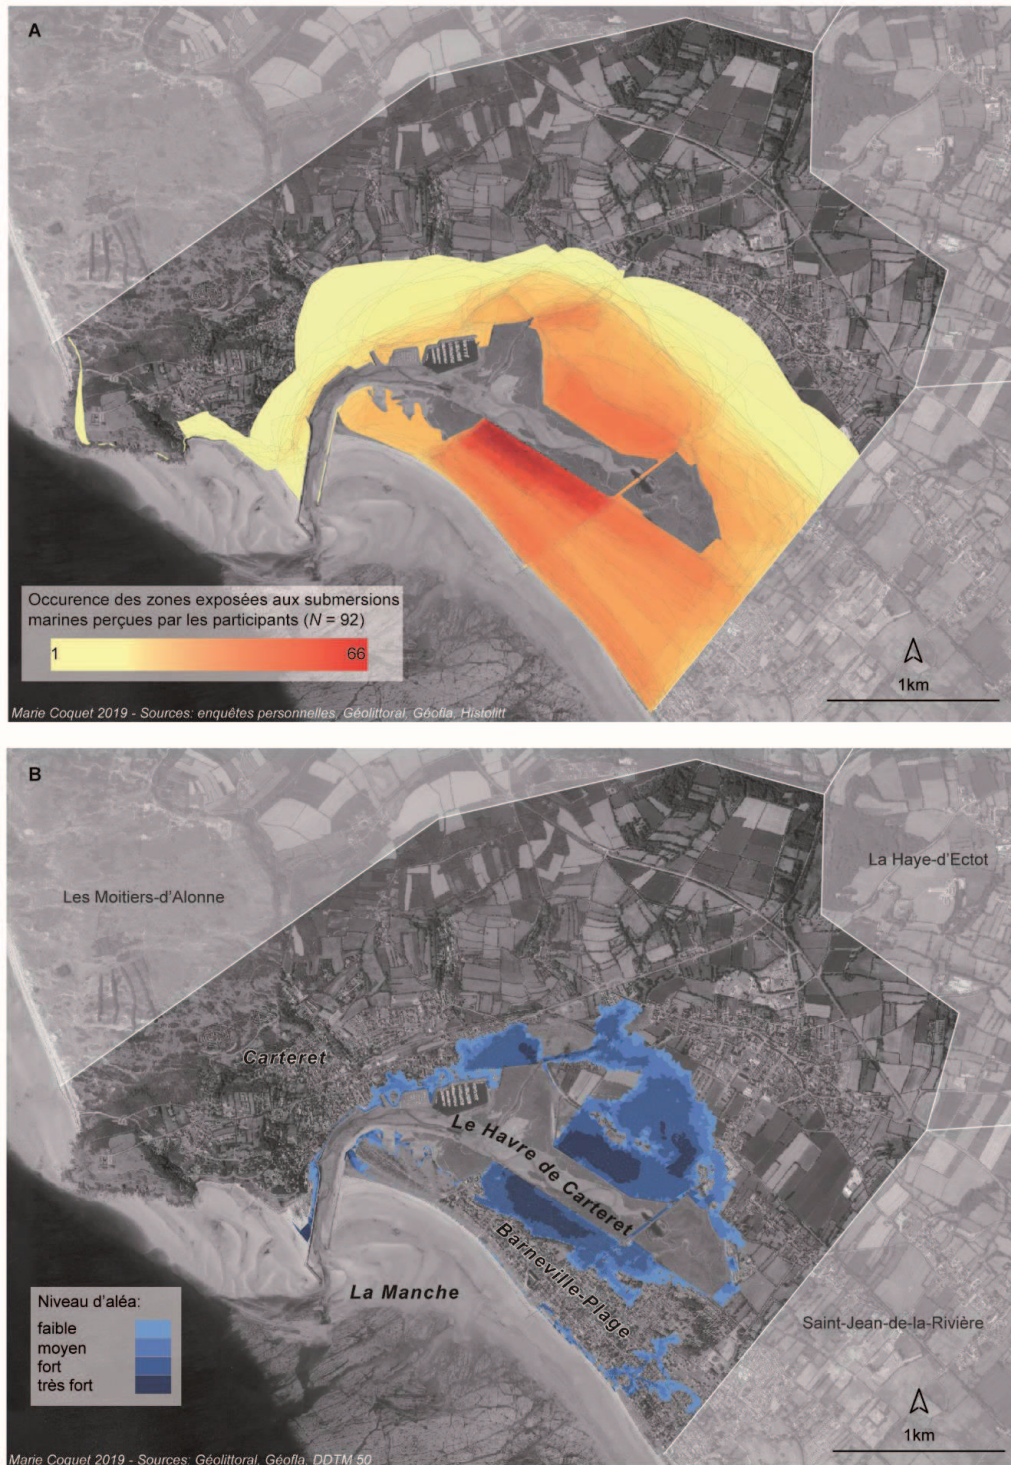 A
Occurence des zones exposées aux submersions
marines perçues par les participants (N = 92)
1 66
1km
Marie Coquet 2019 - Sources: enquêtes personnelles, Géolittoral, Géofla, Histolitt
B
La Haye-d'Ectot
Les Moitiers-d'Alonne
Carteret
Le Havre de Carteret
Barneville-Plage
La Manche
Saint-Jean-de-la-Rivière
Niveau d'aléa:
faible
moyen
fort
très fort
1km
Marie Coquet 2019 - Sources: Géolittoral, Géofla, DDTM 50